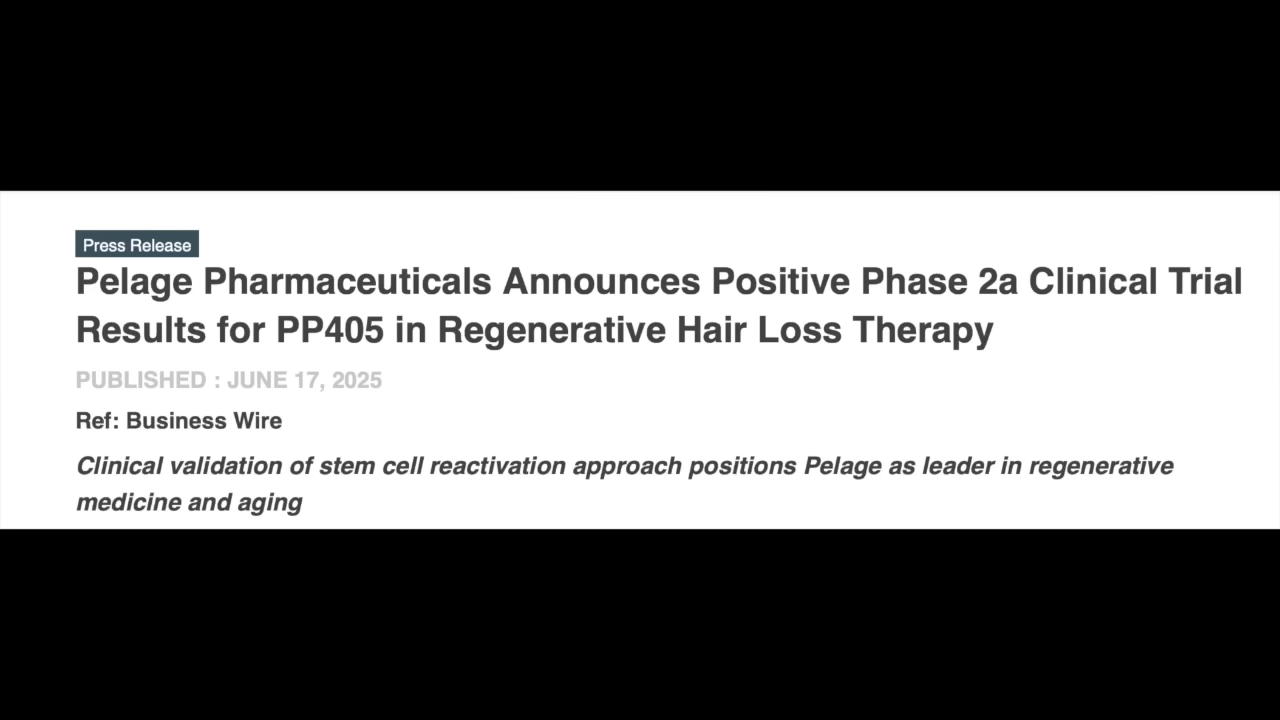 Press Release
Pelage Pharmaceuticals Announces Positive Phase 2a Clinical Trial
Results for PP405 in Regenerative Hair Loss Therapy
PUBLISHED : JUNE 17, 2025
Ref: Business Wire
Clinical validation of stem cell reactivation approach positions Pelage as leader in regenerative
medicine and aging